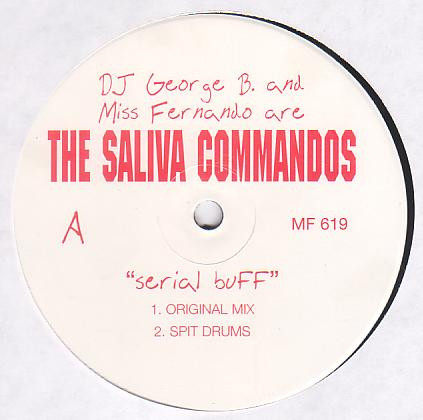 DJ George B. and
Miss Fernando are
THE SALIVA COMMANDOS
A
MF 619
"serial buff"
1. ORIGINAL MIX
2. SPIT DRUMS